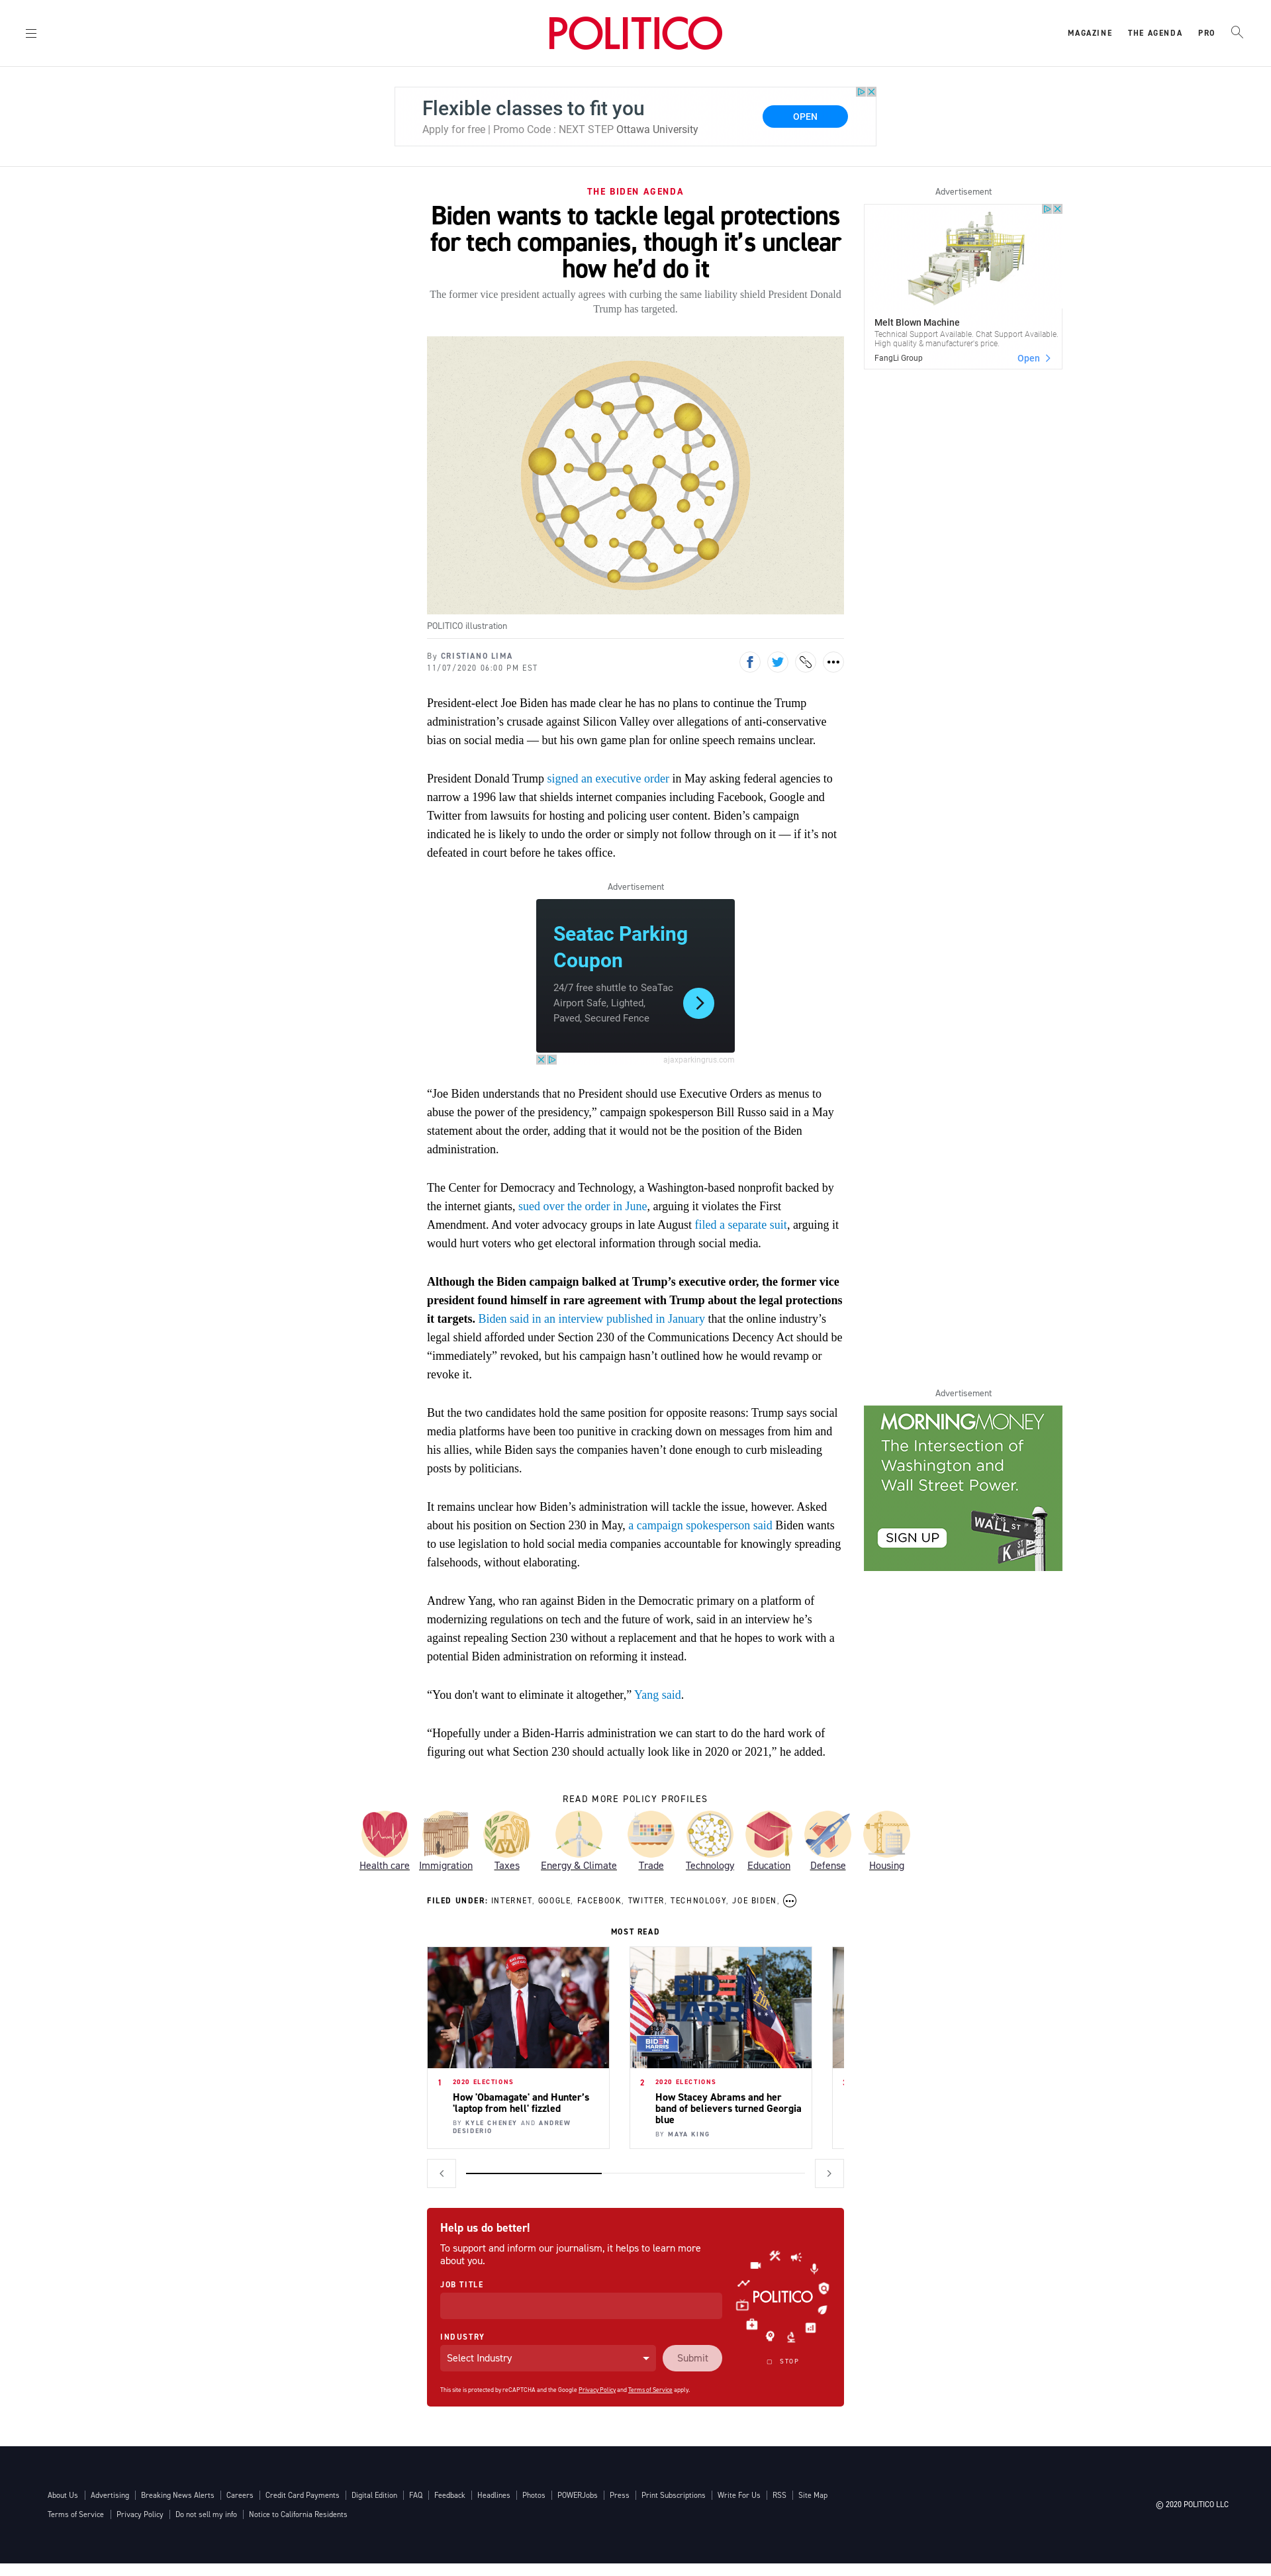 POLITICO
MAGAZINE THE AGENDA PRO
Flexible classes to fit you
Apply for free | Promo Code : NEXT STEP Ottawa University
OPEN
THE BIDEN AGENDA
Biden wants to tackle legal protections
for tech companies, though it’s unclear
how he’d do it
The former vice president actually agrees with curbing the same liability shield President Donald
Trump has targeted.
Advertisement
Melt Blown Machine
Technical Support Available. Chat Support Available.
High quality & manufacturer's price.
FangLi Group
Open
POLITICO illustration
By CRISTIANO LIMA
11/07/2020 06:00 PM EST
President-elect Joe Biden has made clear he has no plans to continue the Trump
administration’s crusade against Silicon Valley over allegations of anti-conservative
bias on social media — but his own game plan for online speech remains unclear.
President Donald Trump signed an executive order in May asking federal agencies to
narrow a 1996 law that shields internet companies including Facebook, Google and
Twitter from lawsuits for hosting and policing user content. Biden’s campaign
indicated he is likely to undo the order or simply not follow through on it — if it’s not
defeated in court before he takes office.
Advertisement
Seatac Parking
Coupon
24/7 free shuttle to SeaTac
Airport Safe, Lighted,
Paved, Secured Fence
ajaxparkingrus.com
“Joe Biden understands that no President should use Executive Orders as menus to
abuse the power of the presidency,” campaign spokesperson Bill Russo said in a May
statement about the order, adding that it would not be the position of the Biden
administration.
The Center for Democracy and Technology, a Washington-based nonprofit backed by
the internet giants, sued over the order in June, arguing it violates the First
Amendment. And voter advocacy groups in late August filed a separate suit, arguing it
would hurt voters who get electoral information through social media.
Although the Biden campaign balked at Trump’s executive order, the former vice
president found himself in rare agreement with Trump about the legal protections
it targets. Biden said in an interview published in January that the online industry’s
legal shield afforded under Section 230 of the Communications Decency Act should be
“immediately” revoked, but his campaign hasn’t outlined how he would revamp or
revoke it.
But the two candidates hold the same position for opposite reasons: Trump says social
media platforms have been too punitive in cracking down on messages from him and
his allies, while Biden says the companies haven’t done enough to curb misleading
posts by politicians.
Advertisement
MORNINGMONEY
The Intersection of
Washington and
Wall Street Power.
SIGN UP
WALL ST
K ST
NW
It remains unclear how Biden’s administration will tackle the issue, however. Asked
about his position on Section 230 in May, a campaign spokesperson said Biden wants
to use legislation to hold social media companies accountable for knowingly spreading
falsehoods, without elaborating.
Andrew Yang, who ran against Biden in the Democratic primary on a platform of
modernizing regulations on tech and the future of work, said in an interview he’s
against repealing Section 230 without a replacement and that he hopes to work with a
potential Biden administration on reforming it instead.
“You don't want to eliminate it altogether,” Yang said.
“Hopefully under a Biden-Harris administration we can start to do the hard work of
figuring out what Section 230 should actually look like in 2020 or 2021,” he added.
READ MORE POLICY PROFILES
Health care Immigration Taxes Energy & Climate Trade Technology Education Defense Housing
FILED UNDER: INTERNET, GOOGLE, FACEBOOK, TWITTER, TECHNOLOGY, JOE BIDEN,
MOST READ
BIDEN
HARR
BIDEN
HARRIS
1 2020 ELECTIONS
How 'Obamagate' and Hunter’s
'laptop from hell' fizzled
BY KYLE CHENEY AND ANDREW
DESIDERIO
2 2020 ELECTIONS
How Stacey Abrams and her
band of believers turned Georgia
blue
BY MAYA KING
Help us do better!
To support and inform our journalism, it helps to learn more
about you.
JOB TITLE
INDUSTRY
Select Industry
Submit
This site is protected by reCAPTCHA and the Google Privacy Policy and Terms of Service apply.
POLITICO
STOP
About Us Advertising Breaking News Alerts Careers Credit Card Payments Digital Edition FAQ Feedback Headlines Photos POWERJobs Press Print Subscriptions Write For Us RSS Site Map
Terms of Service Privacy Policy Do not sell my info Notice to California Residents
© 2020 POLITICO LLC